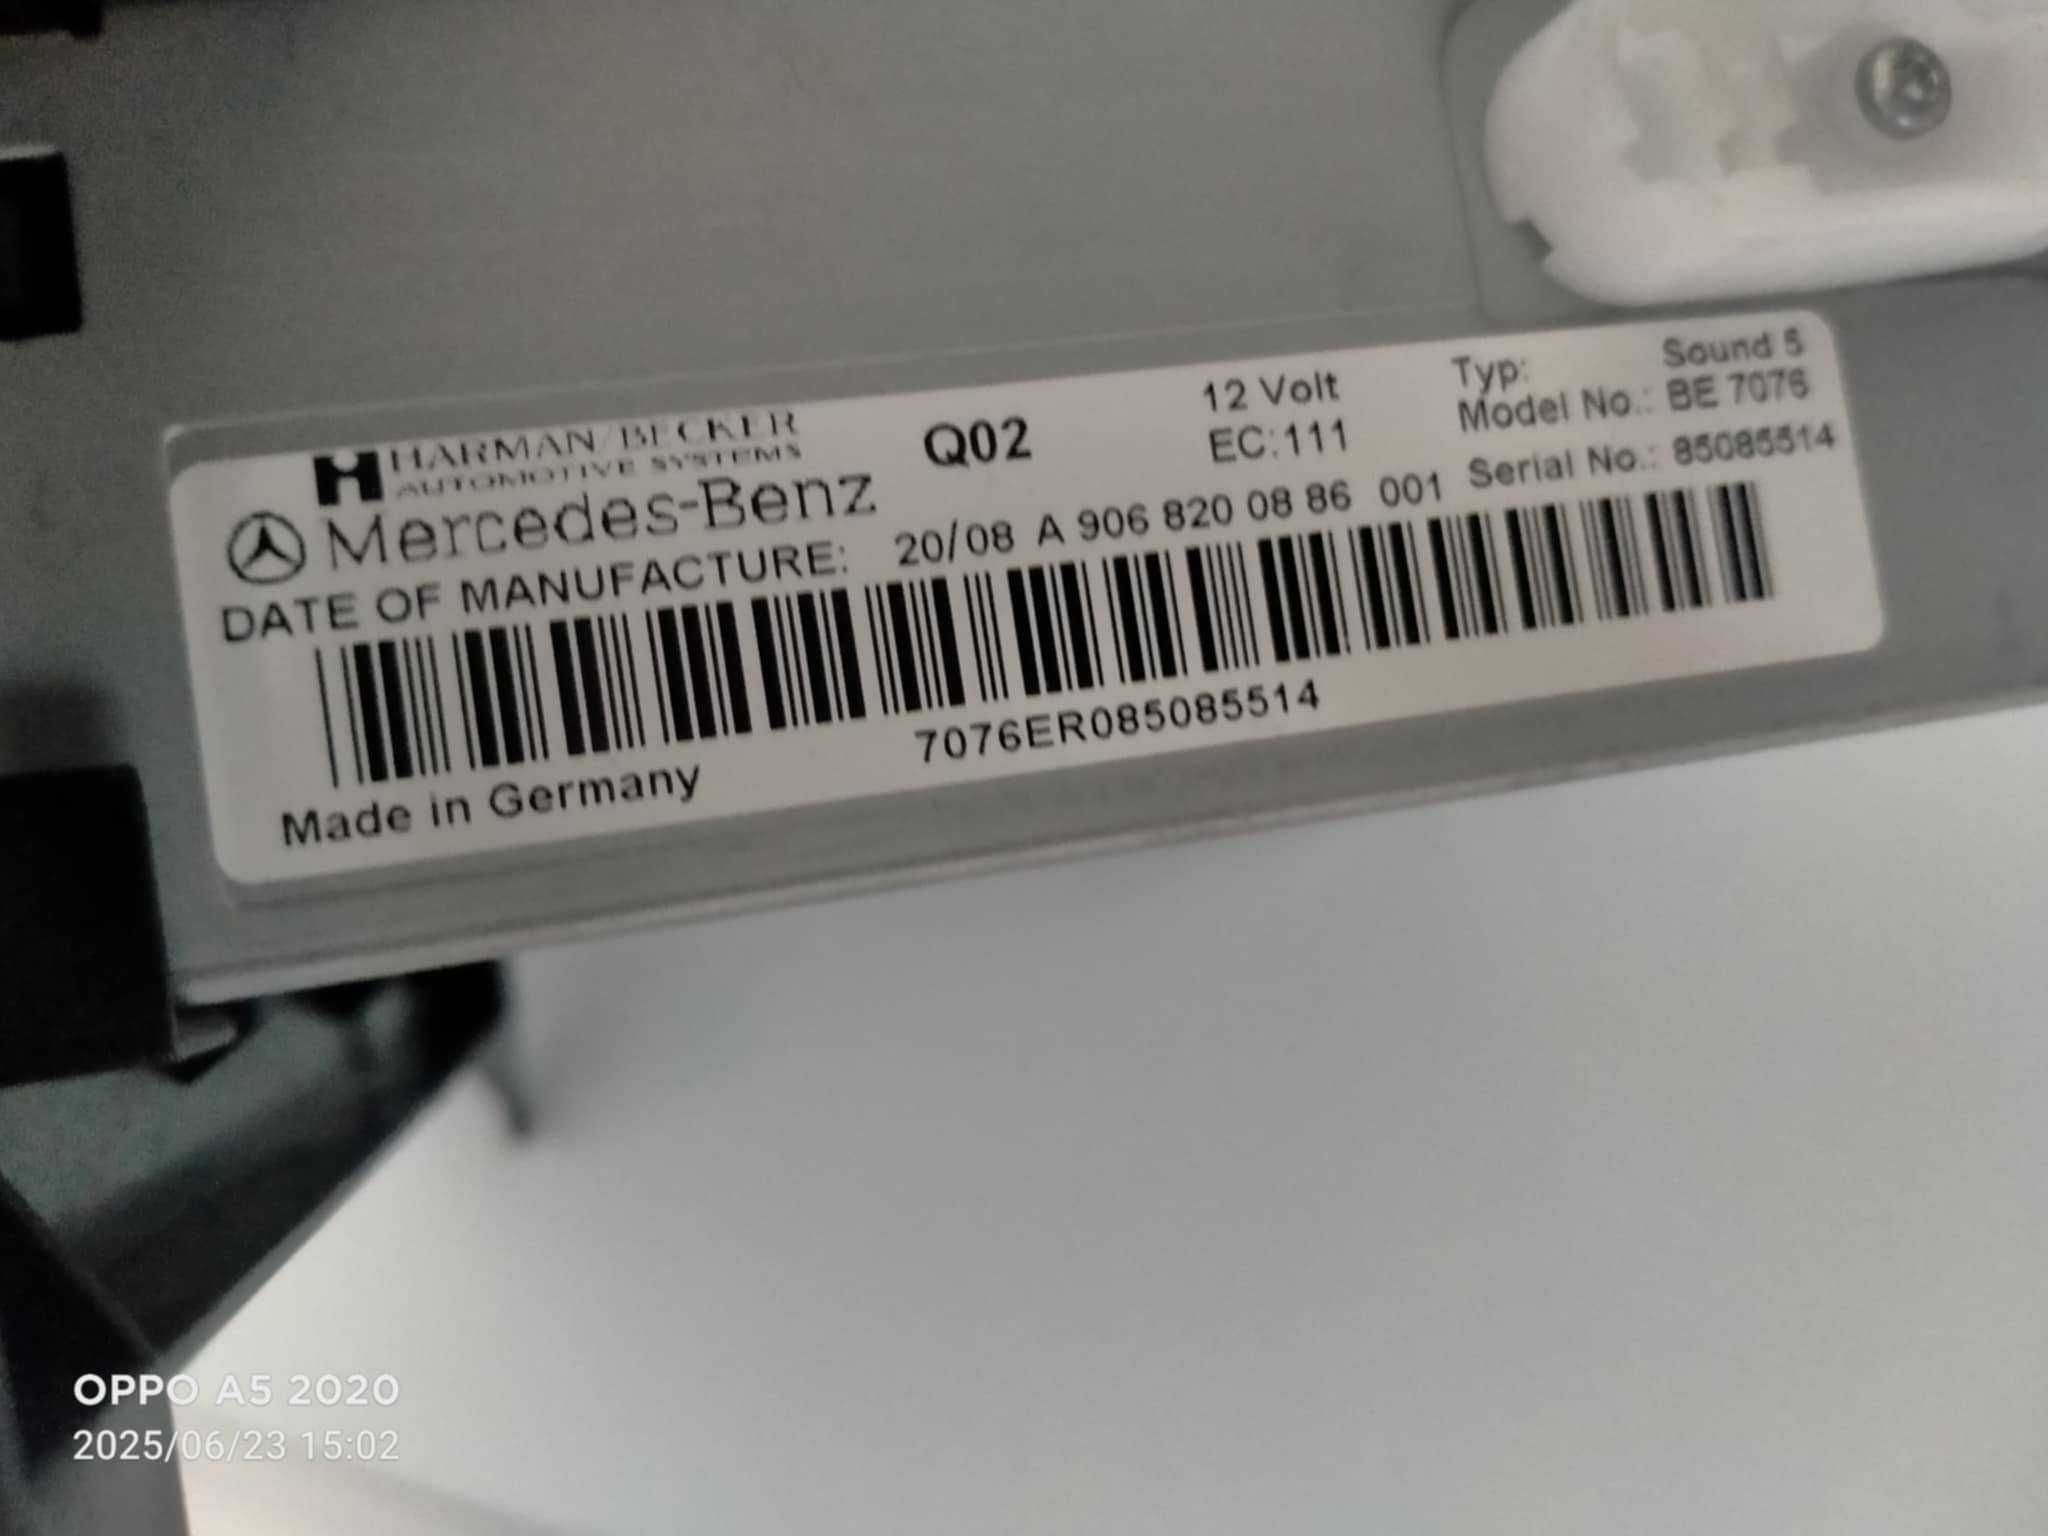 HARMAN/BECKER
AUTOMOTIVE SYSTEMS
Mercedes-Benz
Q02
12 Volt
EC:111
Typ: Sound 5
Model No.: BE 7076
DATE OF MANUFACTURE: 20/08 A 906 820 08 86 001 Serial No.: 85085514
7076ER085085514
Made in Germany
OPPO A5 2020
2025/06/23 15:02